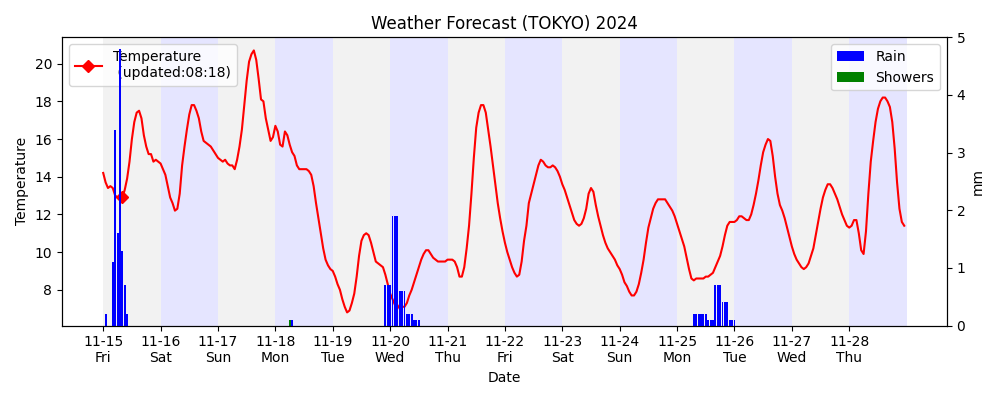 Weather Forecast (TOKYO) 2024
Temperature
(updated:08:18)
Rain
Showers
Temperature
20
18
16
14
12
10
8
5
4
3
2
1
0
mm
11-15 11-16 11-17 11-18 11-19 11-20 11-21 11-22 11-23 11-24 11-25 11-26 11-27 11-28
Fri Sat Sun Mon Tue Wed Thu Fri Sat Sun Mon Tue Wed Thu
Date